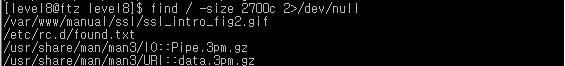 [level8@ftz level8]$ find / -size 2700c 2>/dev/null
/var/www/manual/ssl/ssl_intro_fig2.gif
/etc/rc.d/found.txt
/usr/share/man/man3/IO::Pipe.3pm.gz
/usr/share/man/man3/URI::data.3pm.gz